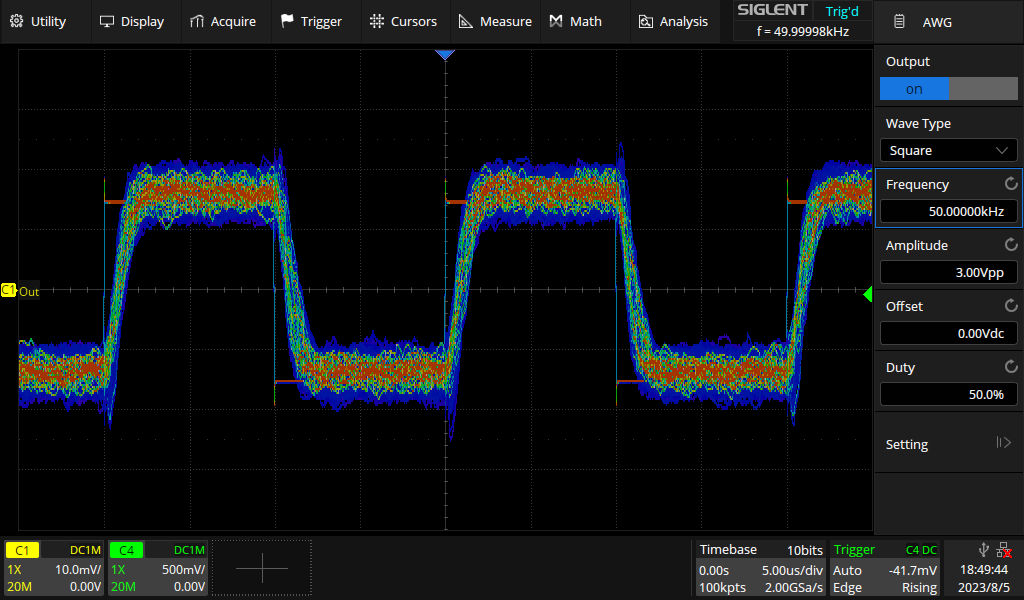 Utility Display Acquire Trigger Cursors Measure Math Analysis
SIGLENT Trig'd
f = 49.99998kHz
AWG
Output
on
Wave Type
Square
Frequency
50.00000kHz
Amplitude
3.00Vpp
Offset
0.00Vdc
Duty
50.0%
Setting
C1 Out
C1 DC1M
1X 10.0mV/
20M 0.00V
C4 DC1M
1X 500mV/
20M 0.00V
Timebase 10bits
0.00s 5.00us/div
100kpts 2.00GSa/s
Trigger C4 DC
Auto -41.7mV
Edge Rising
18:49:44
2023/8/5